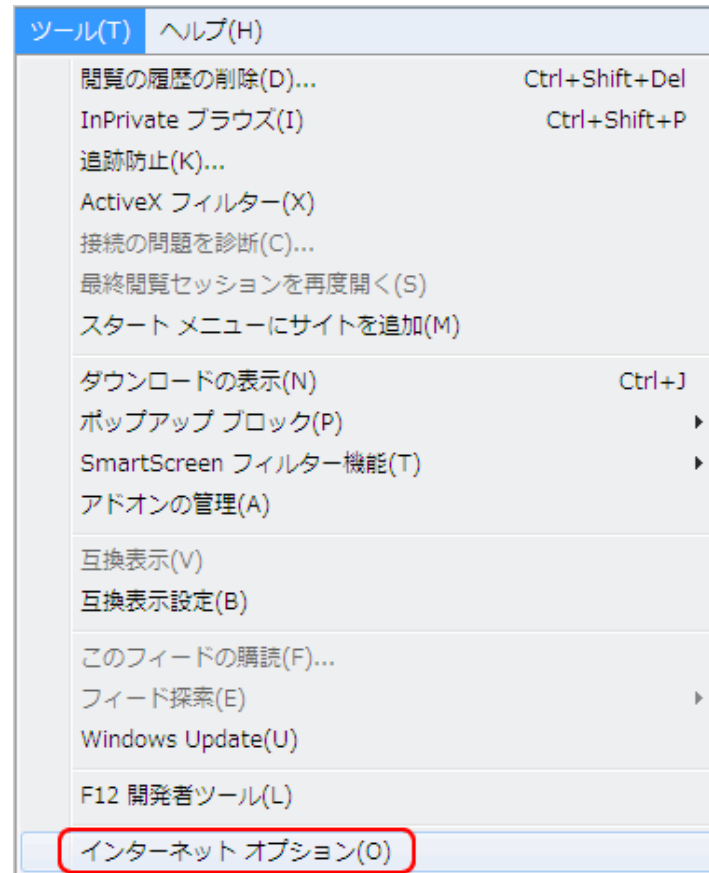 ツール(T) ヘルプ(H)
閲覧の履歴の削除(D)... Ctrl+Shift+Del
InPrivate ブラウズ(I) Ctrl+Shift+P
追跡防止(K)...
ActiveX フィルター(X)
接続の問題を診断(C)...
最終閲覧セッションを再度開く(S)
スタート メニューにサイトを追加(M)
ダウンロードの表示(N) Ctrl+J
ポップアップ ブロック(P)
SmartScreen フィルター機能(T)
アドオンの管理(A)
互換表示(V)
互換表示設定(B)
このフィードの購読(F)...
フィード探索(E)
Windows Update(U)
F12 開発者ツール(L)
インターネット オプション(O)